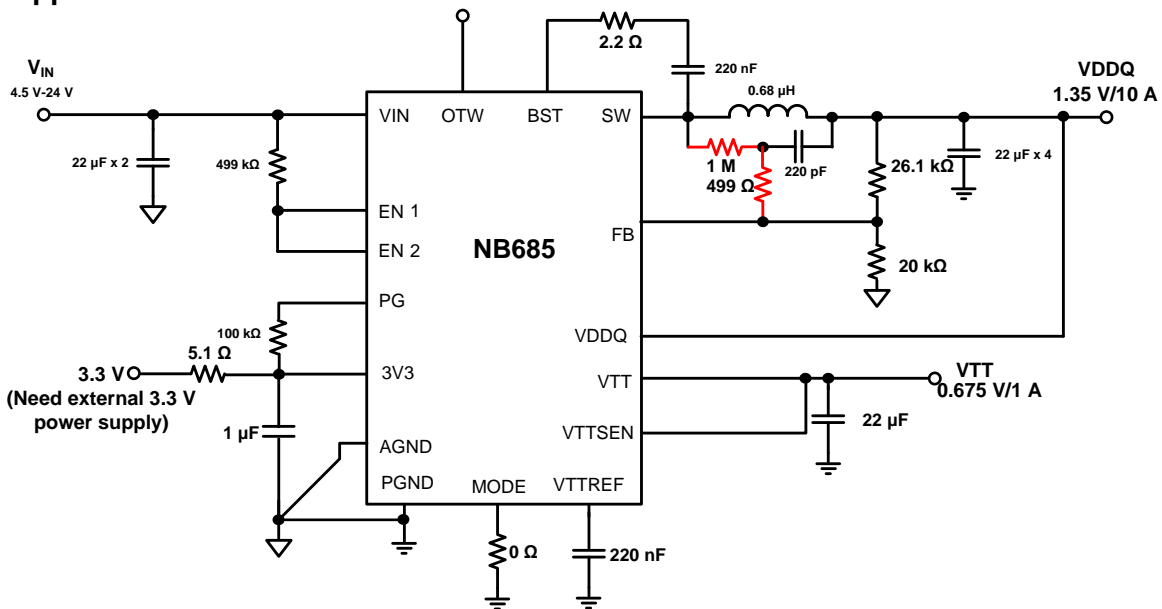 2.2 Ω
V_IN
4.5 V-24 V
220 nF
VDDQ
1.35 V/10 A
0.68 µH
VIN
OTW
BST
SW
22 µF x 2
499 kΩ
1 M
499 Ω
220 pF
26.1 kΩ
22 µF x 4
EN 1
FB
EN 2
NB685
20 kΩ
PG
100 kΩ
VDDQ
5.1 Ω
3.3 V
(Need external 3.3 V
power supply)
3V3
VTT
VTT
0.675 V/1 A
1 µF
22 µF
AGND
VTTSEN
PGND
MODE
VTTREF
0 Ω
220 nF